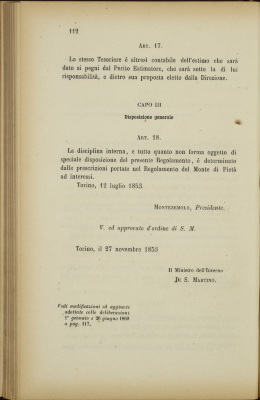 112
ART. 17.
Lo stesso Tesoriere è altresì contabile dell'estimo che sarà
dato ai pegni dal Perito Estimatore, che sarà sotto la di lui
risponsabilità, e dietro sua proposta eletto dalla Direzione.
CAPO III
Disposizione generale
ART. 18.
La disciplina interna, e tutto quanto non forma oggetto di
speciale disposizione del presente Regolamento, è determinato
dalle prescrizioni portate nel Regolamento del Monte di Pietà
ad interessi.
Torino, 12 luglio 1853.
MONTEZEMOLO, Presidente.
V. ed approvato d'ordine di S. M.
Torino, il 27 novembre 1853
Il Ministro dell'Interno
DI S. MARTINO.
Vedi modificazioni ed aggiunte
adottate colle deliberazioni
1° gennaio e 26 giugno
a pag. 117.